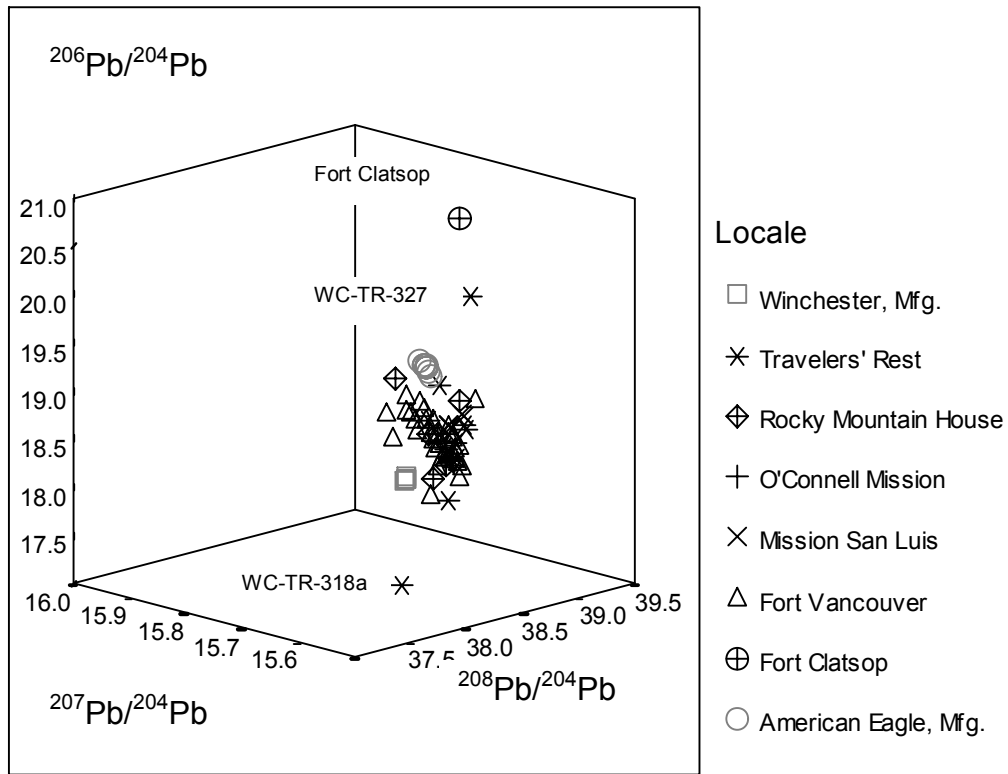 206Pb/204Pb
Fort Clatsop
WC-TR-327
WC-TR-318a
21.0
20.5
20.0
19.5
19.0
18.5
18.0
17.5
16.0
15.9
15.8
15.7
15.6
37.5
38.0
38.5
39.0
39.5
207Pb/204Pb
208Pb/204Pb
Locale
Winchester, Mfg.
Travelers' Rest
Rocky Mountain House
O'Connell Mission
Mission San Luis
Fort Vancouver
Fort Clatsop
American Eagle, Mfg.